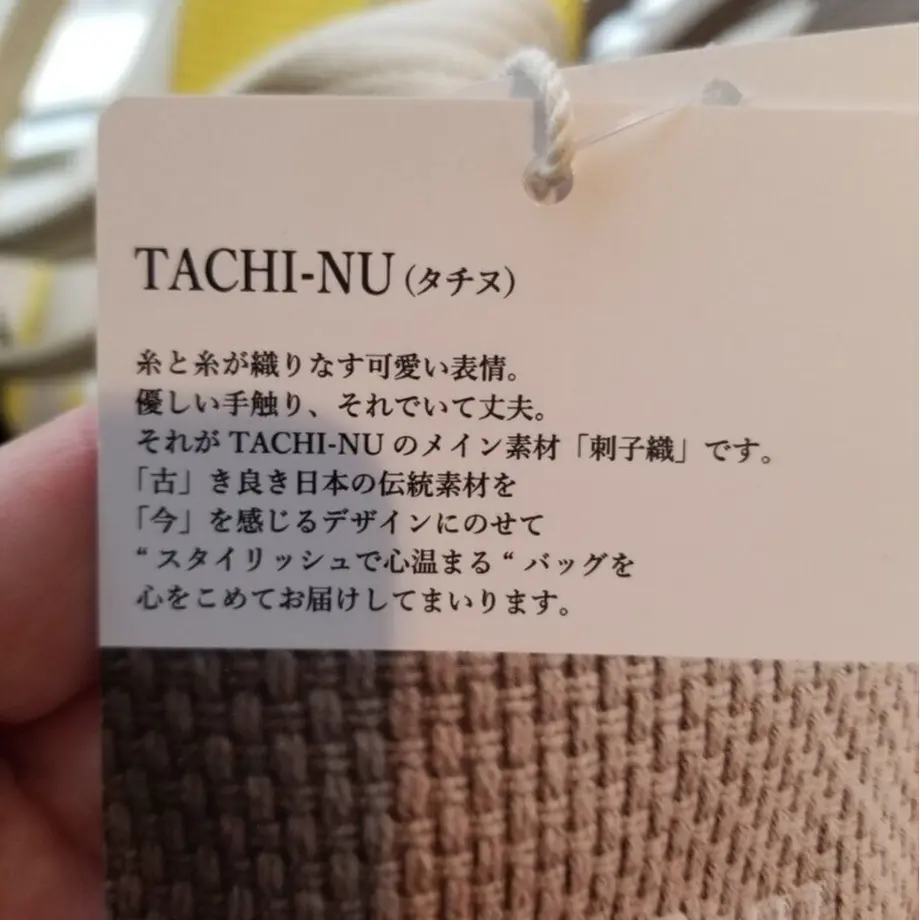 TACHI-NU（タチヌ）
糸と糸が織りなす可愛い表情。
優しい手触り、それでいて丈夫。
それが TACHI-NU のメイン素材「刺子織」です。
「古」き良き日本の伝統素材を
「今」を感じるデザインにのせて
“ スタイリッシュで心温まる “ バッグを
心をこめてお届けしてまいります。